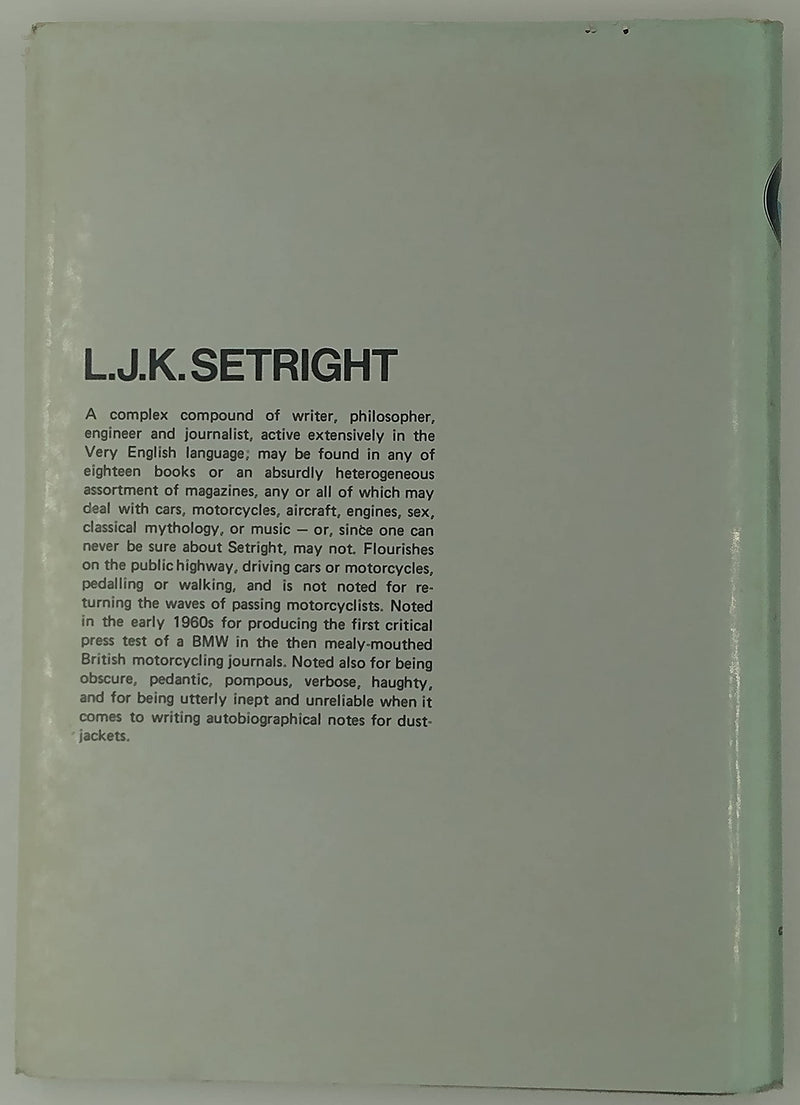 L.J.K. SETRIGHT
A complex compound of writer, philosopher,
engineer and journalist, active extensively in the
Very English language; may be found in any of
eighteen books or an absurdly heterogeneous
assortment of magazines, any or all of which may
deal with cars, motorcycles, aircraft, engines, sex,
classical mythology, or music — or, since one can
never be sure about Setright, may not. Flourishes
on the public highway, driving cars or motorcycles,
pedalling or walking, and is not noted for re-
turning the waves of passing motorcyclists. Noted
in the early 1960s for producing the first critical
press test of a BMW in the then mealy-mouthed
British motorcycling journals. Noted also for being
obscure, pedantic, pompous, verbose, haughty,
and for being utterly inept and unreliable when it
comes to writing autobiographical notes for dust-
jackets.